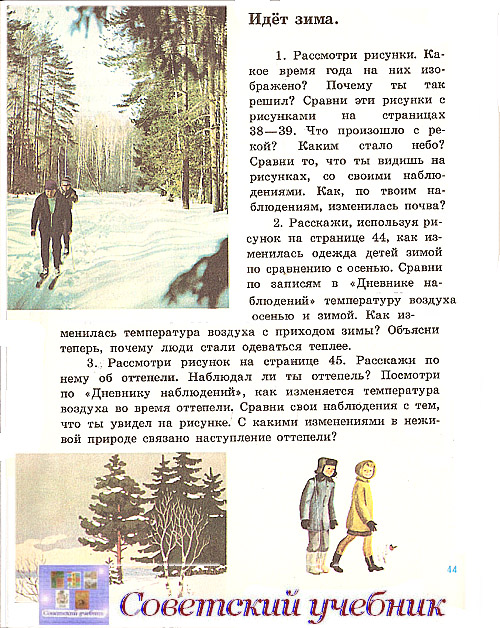 Идёт зима.
1. Рассмотри рисунки. Ка-
кое время года на них изо-
бражено? Почему ты так
решил? Сравни эти рисунки с
рисунками на страницах
38—39. Что произошло с ре-
кой? Каким стало небо?
Сравни то, что ты видишь на
рисунках, со своими наблю-
дениями. Как, по твоим на-
блюдениям, изменилась почва?
2. Расскажи, используя ри-
сунок на странице 44, как из-
менилась одежда детей зимой
по сравнению с осенью. Сравни
по записям в «Дневнике на-
блюдений» температуру воздуха
осенью и зимой. Как из-
менилась температура воздуха с приходом зимы? Объясни
теперь, почему люди стали одеваться теплее.
3. Рассмотри рисунок на странице 45. Расскажи по
нему об оттепели. Наблюдал ли ты оттепель? Посмотри
по «Дневнику наблюдений», как изменяется температура
воздуха во время оттепели. Сравни свои наблюдения с тем,
что ты увидел на рисунке. С какими изменениями в нежи-
вой природе связано наступление оттепели?
44
Советский учебник
Советский учебник